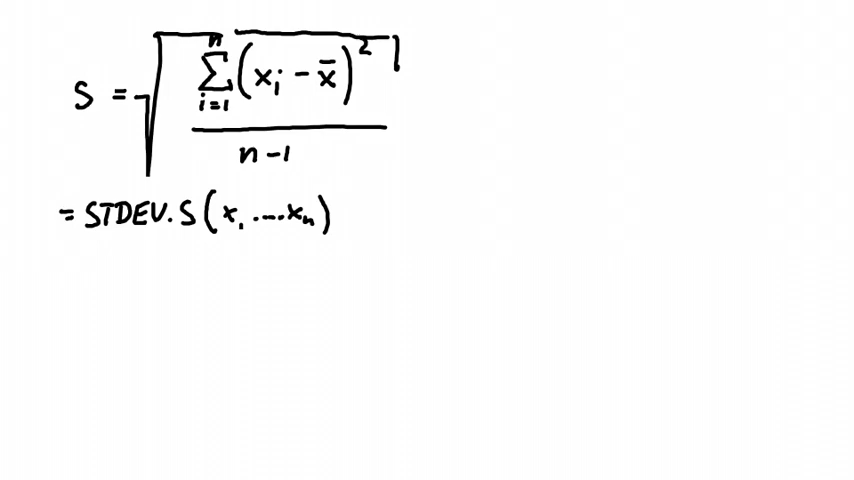 S = √( Σ_{i=1}^{n} (x_i − x̄)² / (n−1) )
= STDEV.S(x_1 ... x_n)